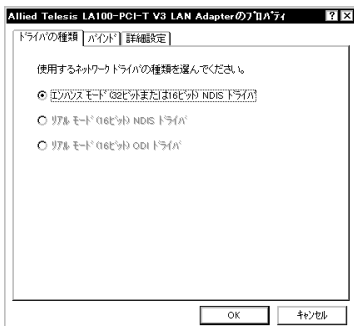 Allied Telesis LA100-PCI-T V3 LAN Adapterのプロパティ
ドライバの種類 バインド 詳細設定
使用するネットワーク ドライバの種類を選んでください。
エンハンス モード (32ビットまたは16ビット) NDIS ドライバ
リアル モード (16ビット) NDIS ドライバ
リアル モード (16ビット) ODI ドライバ
OK キャンセル